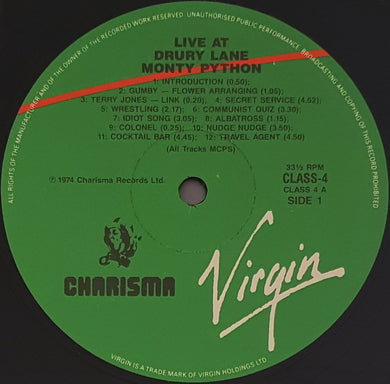 ALL RIGHTS OF THE MANUFACTURER AND OF THE OWNER OF THE RECORDED WORK RESERVED. UNAUTHORISED PUBLIC PERFORMANCE, BROADCASTING AND COPYING OF THIS RECORD PROHIBITED
LIVE AT
DRURY LANE
MONTY PYTHON
1. INTRODUCTION (0.50);
2. GUMBY — FLOWER ARRANGING (1.05);
3. TERRY JONES — LINK (0.20); 4. SECRET SERVICE (4.52);
5. WRESTLING (2.17); 6. COMMUNIST QUIZ (3.30);
7. IDIOT SONG (3.05); 8. ALBATROSS (1.15);
9. COLONEL (0.25);... 10. NUDGE NUDGE (3.50);
11. COCKTAIL BAR (4.45); 12. TRAVEL AGENT (4.50)
(All Tracks MCPS)
℗ 1974 Charisma Records Ltd.
33⅓ RPM
CLASS-4
CLASS 4 A
SIDE 1
CHARISMA
Virgin
VIRGIN IS A TRADE MARK OF VIRGIN HOLDINGS LTD